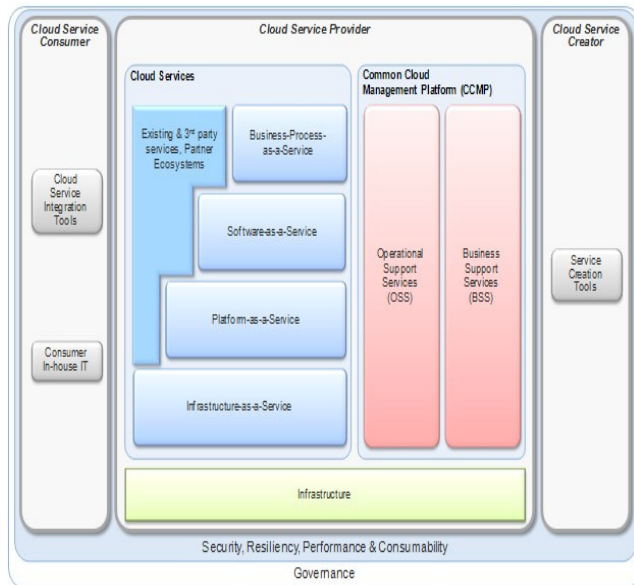 Cloud Service
Consumer
Cloud Service
Integration
Tools
Consumer
In-house IT
Cloud Service Provider
Cloud Services
Existing & 3rd party
services, Partner
Ecosystems
Business-Process-
as-a-Service
Software-as-a-Service
Platform-as-a-Service
Infrastructure-as-a-Service
Common Cloud
Management Platform (CCMP)
Operational
Support
Services
(OSS)
Business
Support
Services
(BSS)
Infrastructure
Cloud Service
Creator
Service
Creation
Tools
Security, Resiliency, Performance & Consumability
Governance